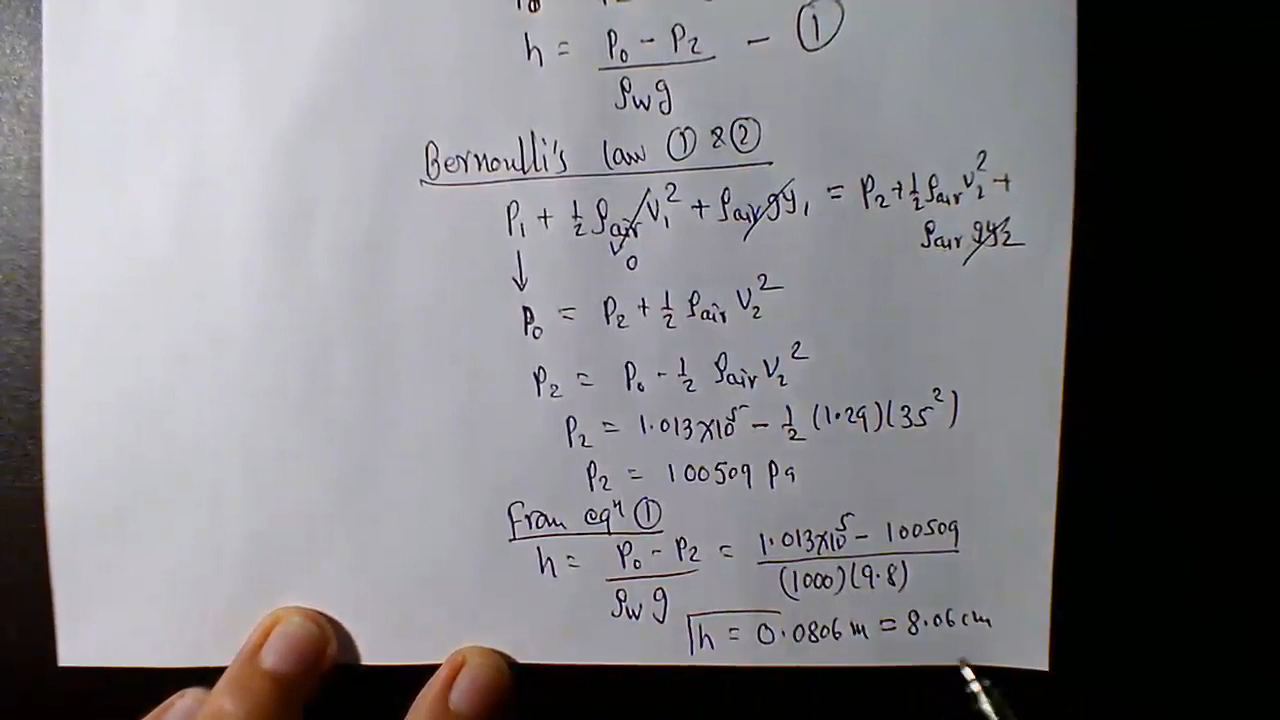 h = P₀ - P₂ / ρw g - ①
Bernoulli's law ① & ②
P₁ + ½ ρair V₁² + ρair g y₁ = P₂ + ½ ρair V₂² +
ρair g y₂
0
P₀ = P₂ + ½ ρair V₂²
P₂ = P₀ - ½ ρair V₂²
P₂ = 1.013×10⁵ - ½ (1.29)(35²)
P₂ = 100509 Pa
From eqⁿ ①
h = P₀ - P₂ / ρw g = 1.013×10⁵ - 100509 / (1000)(9.8)
h = 0.0806 m = 8.06 cm